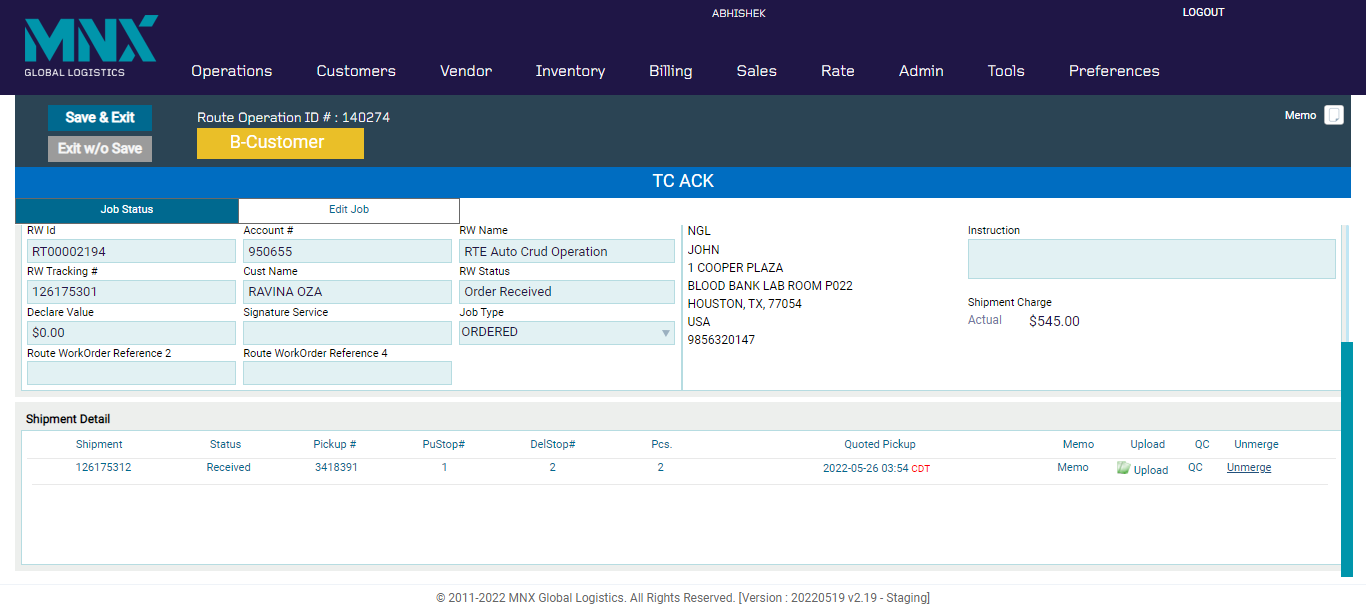 MNX
GLOBAL LOGISTICS
ABHISHEK
LOGOUT
Operations Customers Vendor Inventory Billing Sales Rate Admin Tools Preferences
Save & Exit
Exit w/o Save
Route Operation ID # : 140274
B-Customer
Memo
TC ACK
Job Status Edit Job
RW Id Account # RW Name
RT00002194 950655 RTE Auto Crud Operation
RW Tracking # Cust Name RW Status
126175301 RAVINA OZA Order Received
Declare Value Signature Service Job Type
$0.00 ORDERED
Route WorkOrder Reference 2 Route WorkOrder Reference 4
NGL
JOHN
1 COOPER PLAZA
BLOOD BANK LAB ROOM P022
HOUSTON, TX, 77054
USA
9856320147
Instruction
Shipment Charge
Actual $545.00
Shipment Detail
Shipment Status Pickup # PuStop# DelStop# Pcs. Quoted Pickup Memo Upload QC Unmerge
126175312 Received 3418391 1 2 2 2022-05-26 03:54 CDT Memo Upload QC Unmerge
© 2011-2022 MNX Global Logistics. All Rights Reserved. [Version : 20220519 v2.19 - Staging]